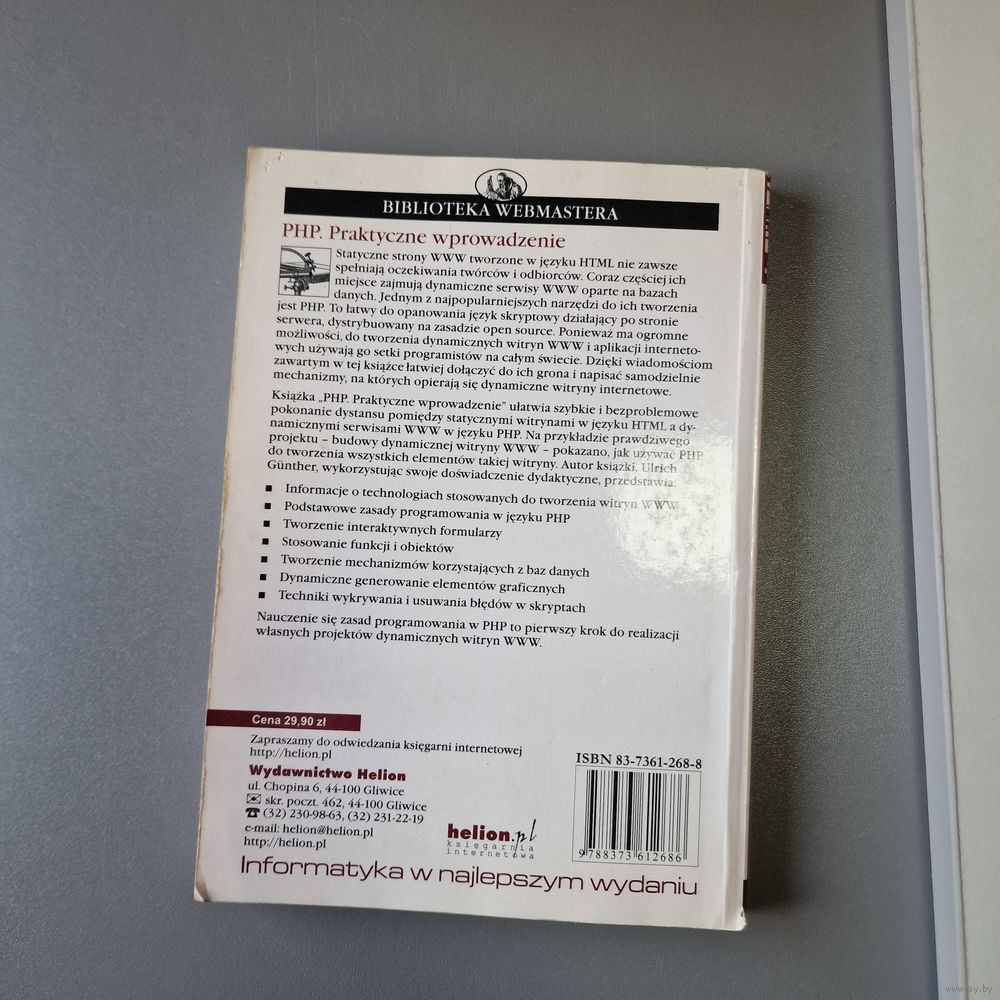 BIBLIOTEKA WEBMASTERA
PHP. Praktyczne wprowadzenie
Statyczne strony WWW tworzone w języku HTML nie zawsze
spełniają oczekiwania twórców i odbiorców. Coraz częściej ich
miejsce zajmują dynamiczne serwisy WWW oparte na bazach
danych. Jednym z najpopularniejszych narzędzi do ich tworzenia
jest PHP. To łatwy do opanowania język skryptowy działający po stronie
serwera, dystrybuowany na zasadzie open source. Ponieważ ma ogromne
możliwości, do tworzenia dynamicznych witryn WWW i aplikacji interneto-
wych używają go setki programistów na całym świecie. Dzięki wiadomościom
zawartym w tej książce łatwiej dołączyć do ich grona i napisać samodzielnie
mechanizmy, na których opierają się dynamiczne witryny internetowe.
Książka „PHP. Praktyczne wprowadzenie" ułatwia szybkie i bezproblemowe
pokonanie dystansu pomiędzy statycznymi witrynami w języku HTML a dy-
namicznymi serwisami WWW w języku PHP. Na przykładzie prawdziwego
projektu – budowy dynamicznej witryny WWW – pokazano, jak używać PHP
do tworzenia wszystkich elementów takiej witryny. Autor książki, Ulrich
Günther, wykorzystując swoje doświadczenie dydaktyczne, przedstawia:
▪ Informacje o technologiach stosowanych do tworzenia witryn WWW
▪ Podstawowe zasady programowania w języku PHP
▪ Tworzenie interaktywnych formularzy
▪ Stosowanie funkcji i obiektów
▪ Tworzenie mechanizmów korzystających z baz danych
▪ Dynamiczne generowanie elementów graficznych
▪ Techniki wykrywania i usuwania błędów w skryptach
Nauczenie się zasad programowania w PHP to pierwszy krok do realizacji
własnych projektów dynamicznych witryn WWW.
Cena 29,90 zł
Zapraszamy do odwiedzania księgarni internetowej
http://helion.pl
Wydawnictwo Helion
ul. Chopina 6, 44-100 Gliwice
skr. poczt. 462, 44-100 Gliwice
(32) 230-98-63, (32) 231-22-19
e-mail: helion@helion.pl
http://helion.pl
helion.pl
księgarnia
internetowa
ISBN 83-7361-268-8
9 788373 612686
Informatyka w najlepszym wydaniu
www.ay.by